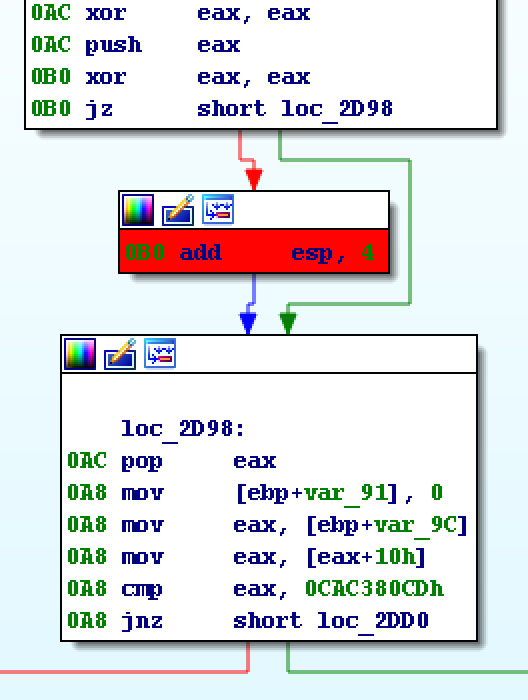 0AC xor eax, eax
0AC push eax
0B0 xor eax, eax
0B0 jz short loc_2D98
0B0 add esp, 4
loc_2D98:
0AC pop eax
0A8 mov [ebp+var_91], 0
0A8 mov eax, [ebp+var_9C]
0A8 mov eax, [eax+10h]
0A8 cmp eax, 0CAC380CDh
0A8 jnz short loc_2DD0